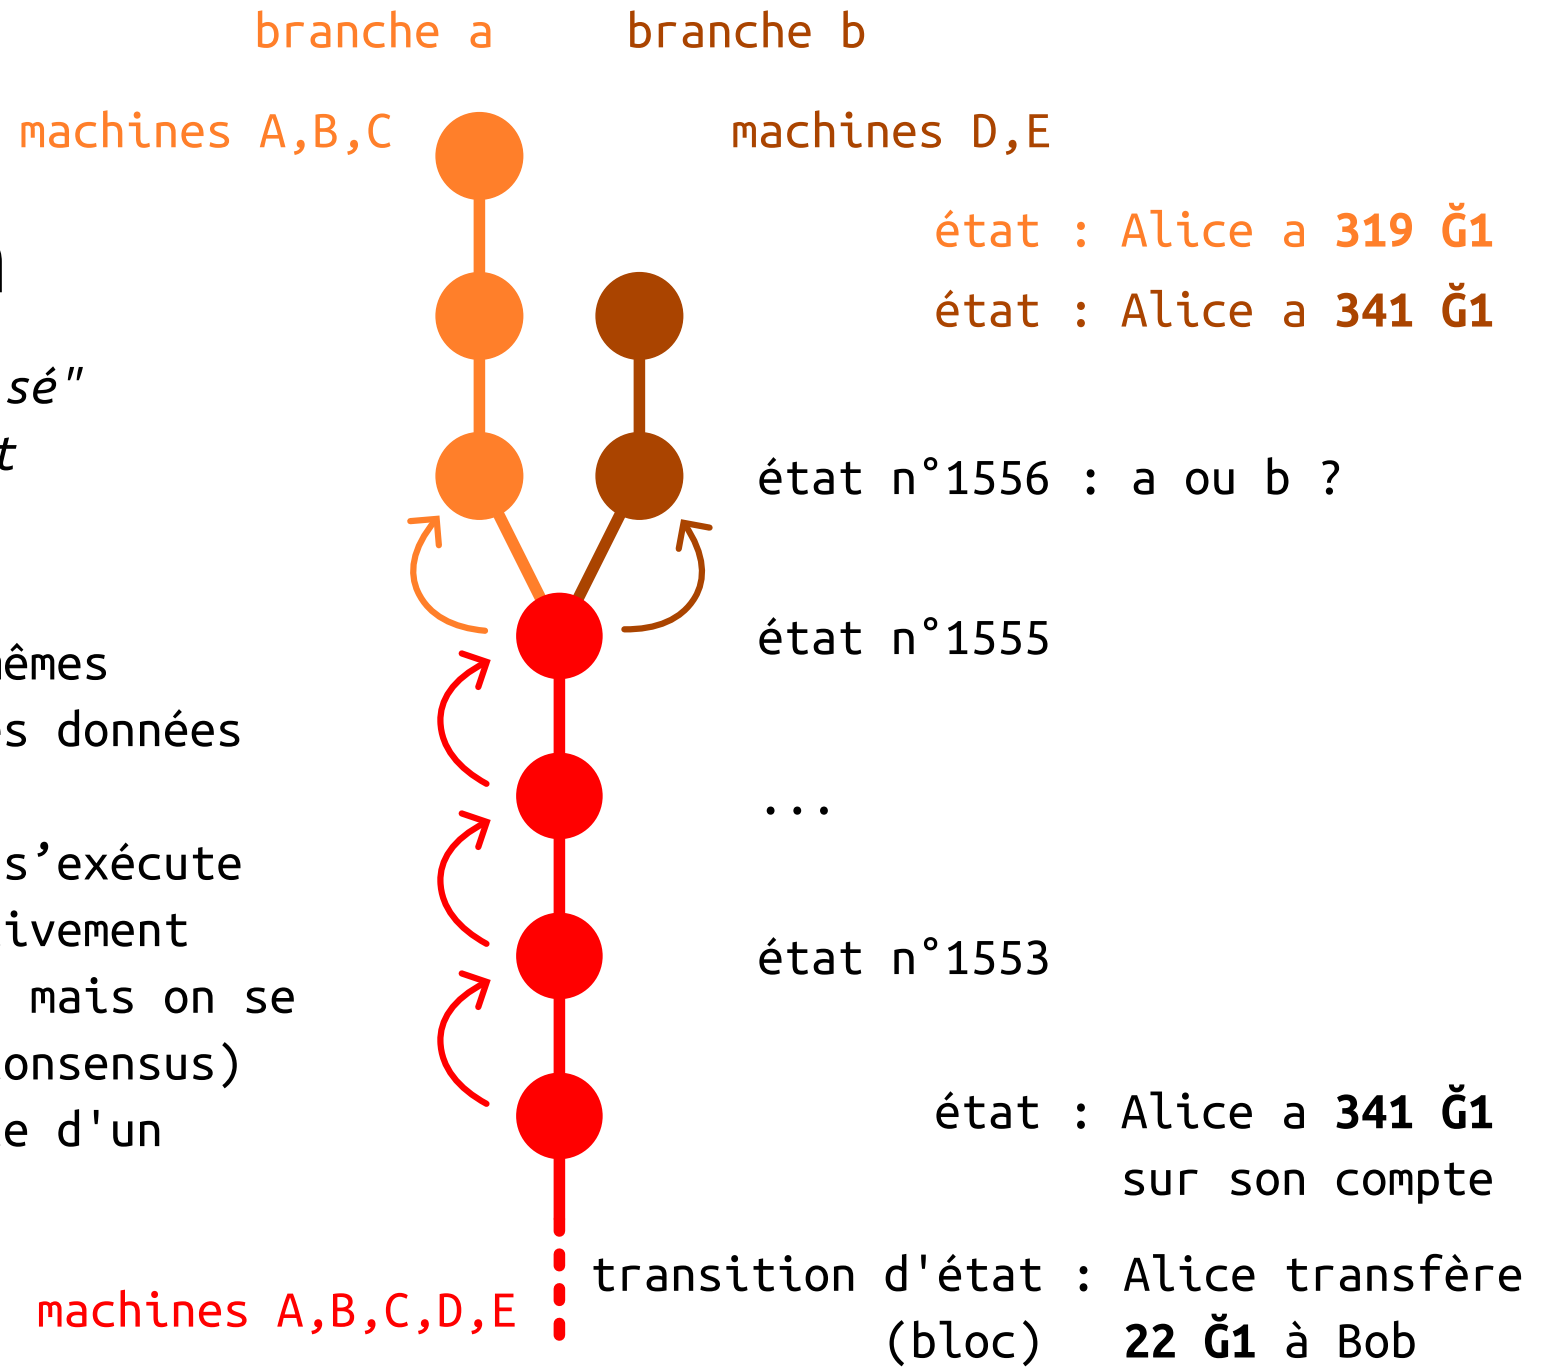 branche a branche b
machines A,B,C machines D,E
état : Alice a 319 Ğ1
état : Alice a 341 Ğ1
sé"
t
état n°1556 : a ou b ?
état n°1555
mêmes
es données
...
s’exécute
ivement
état n°1553
mais on se
onsensus)
e d'un
état : Alice a 341 Ğ1
sur son compte
transition d'état : Alice transfère
(bloc) 22 Ğ1 à Bob
machines A,B,C,D,E